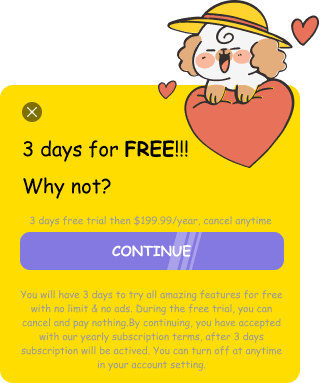 3 days for FREE!!!
Why not?
3 days free trial then $199.99/year, cancel anytime
CONTINUE
You will have 3 days to try all amazing features for free
with no limit & no ads. During the free trial, you can
cancel and pay nothing.By continuing, you have accepted
with our yearly subscription terms, after 3 days
subscription will be actived. You can turn off at anytime
in your account setting.